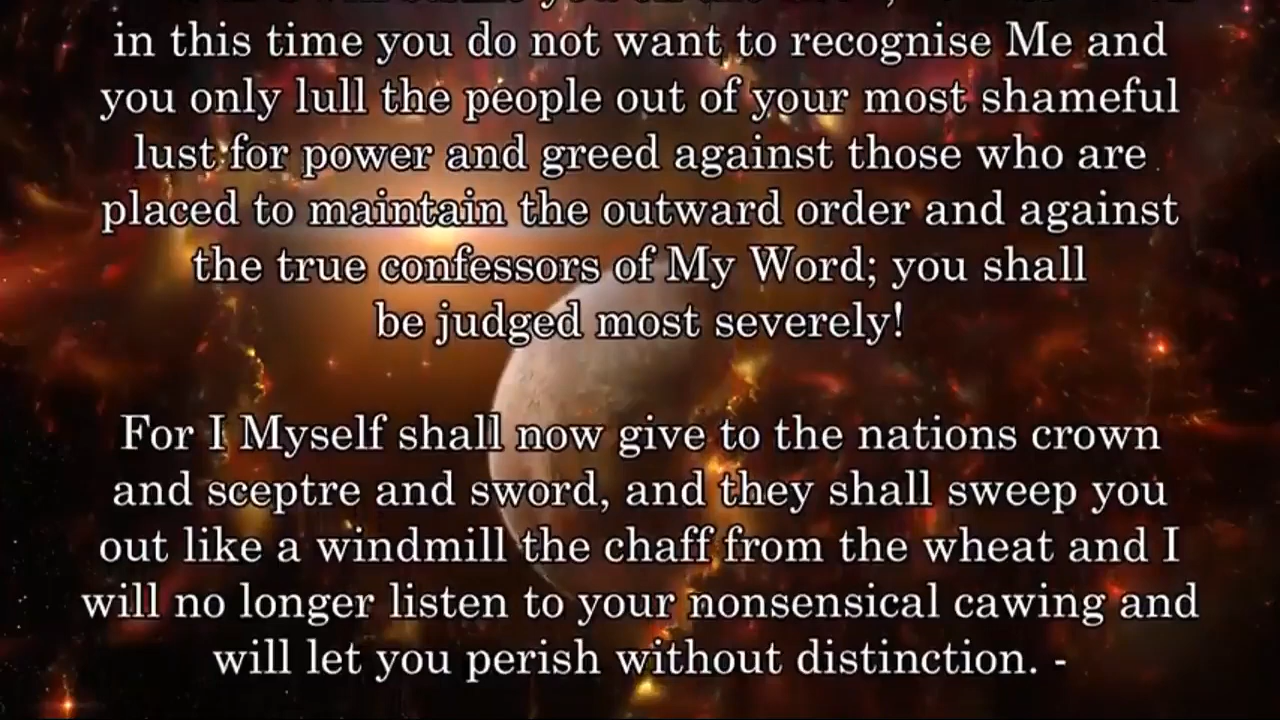 in this time you do not want to recognise Me and
you only lull the people out of your most shameful
lust for power and greed against those who are
placed to maintain the outward order and against
the true confessors of My Word; you shall
be judged most severely!
For I Myself shall now give to the nations crown
and sceptre and sword, and they shall sweep you
out like a windmill the chaff from the wheat and I
will no longer listen to your nonsensical cawing and
will let you perish without distinction. -